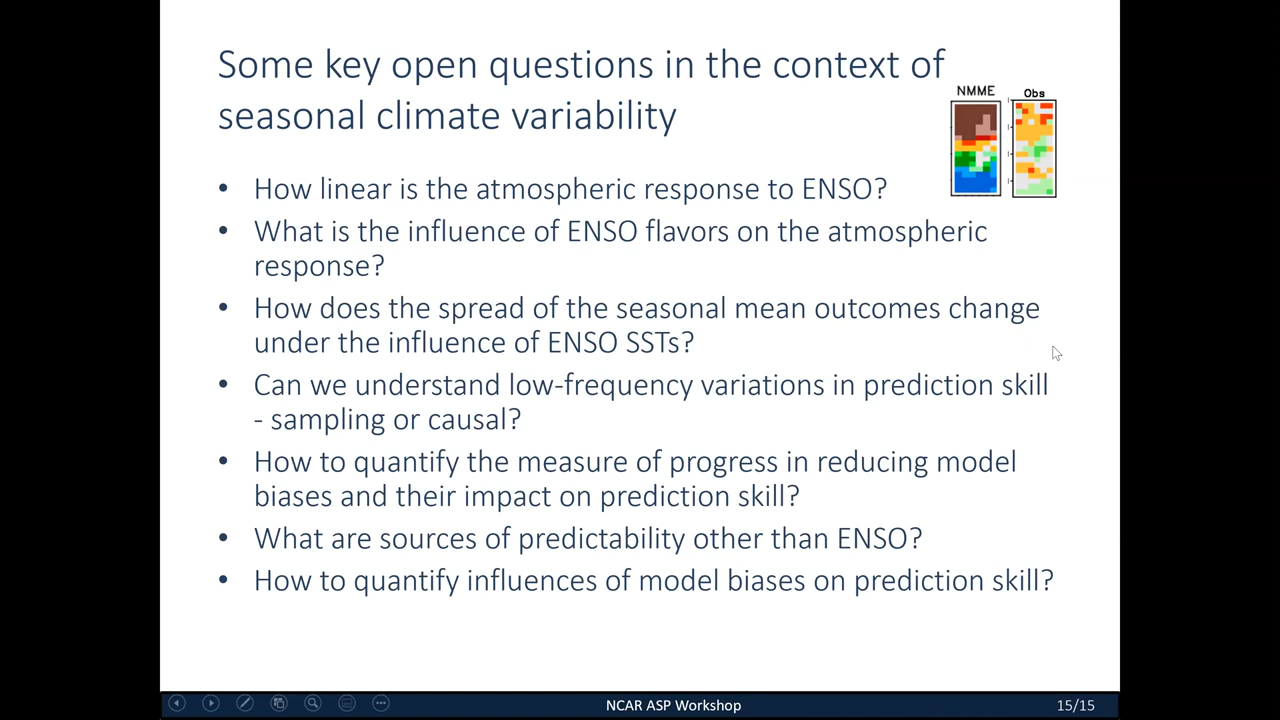 Some key open questions in the context of
seasonal climate variability
NMME
Obs
• How linear is the atmospheric response to ENSO?
• What is the influence of ENSO flavors on the atmospheric
response?
• How does the spread of the seasonal mean outcomes change
under the influence of ENSO SSTs?
• Can we understand low-frequency variations in prediction skill
- sampling or causal?
• How to quantify the measure of progress in reducing model
biases and their impact on prediction skill?
• What are sources of predictability other than ENSO?
• How to quantify influences of model biases on prediction skill?
NCAR ASP Workshop
15/15